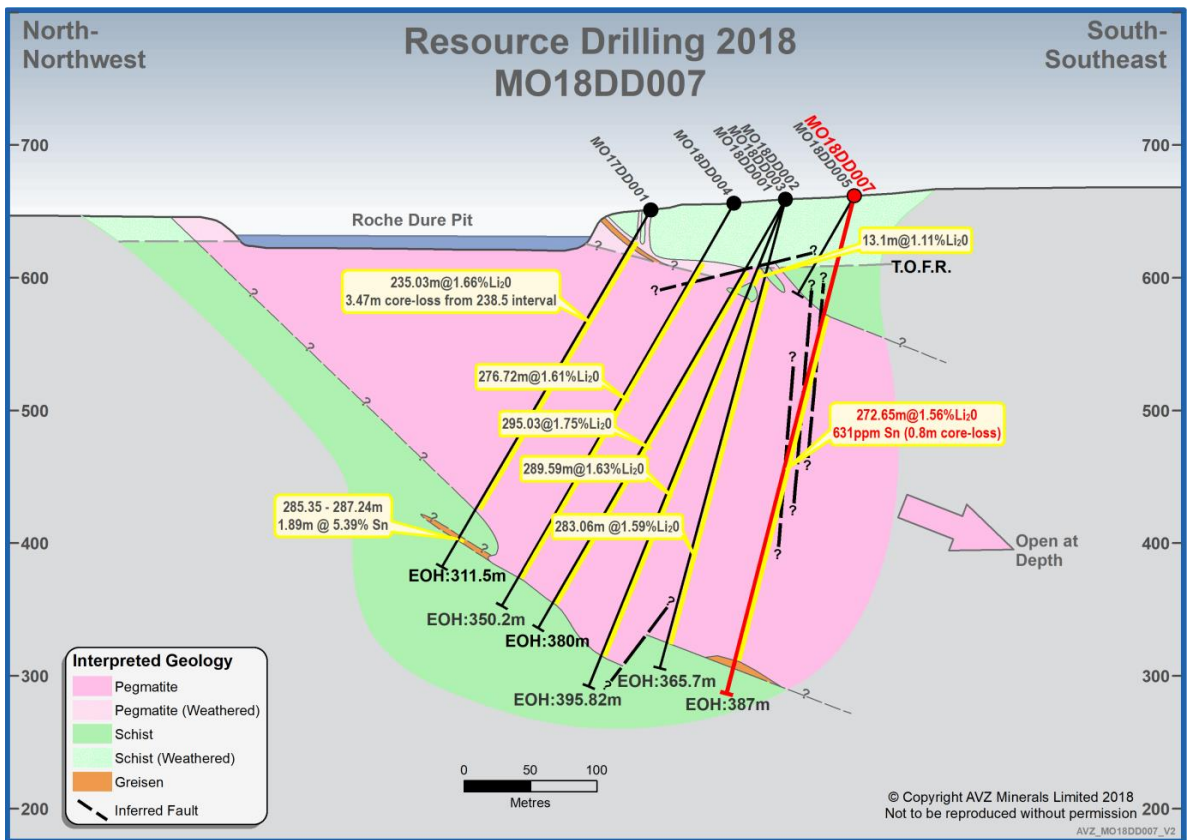 North-
Northwest
Resource Drilling 2018
MO18DD007
South-
Southeast
700
700
MO17DD001
MO18DD004
MO18DD001
MO18DD003
MO18DD002
MO18DD005
MO18DD007
Roche Dure Pit
?
?
?
13.1m@1.11%Li₂0
T.O.F.R.
600
600
235.03m@1.66%Li₂0
3.47m core-loss from 238.5 interval
?
?
?
?
?
?
276.72m@1.61%Li₂0
?
500
500
295.03@1.75%Li₂0
272.65m@1.56%Li₂0
631ppm Sn (0.8m core-loss)
289.59m@1.63%Li₂0
?
?
285.35 - 287.24m
1.89m @ 5.39% Sn
283.06m @1.59%Li₂0
?
?
400
400
?
Open at
Depth
EOH:311.5m
EOH:350.2m
EOH:380m
?
300
300
?
EOH:365.7m
EOH:395.82m
EOH:387m
?
Interpreted Geology
Pegmatite
Pegmatite (Weathered)
Schist
Schist (Weathered)
Greisen
Inferred Fault
0
50
100
Metres
© Copyright AVZ Minerals Limited 2018
Not to be reproduced without permission
200
200
AVZ_MO18DD007_V2